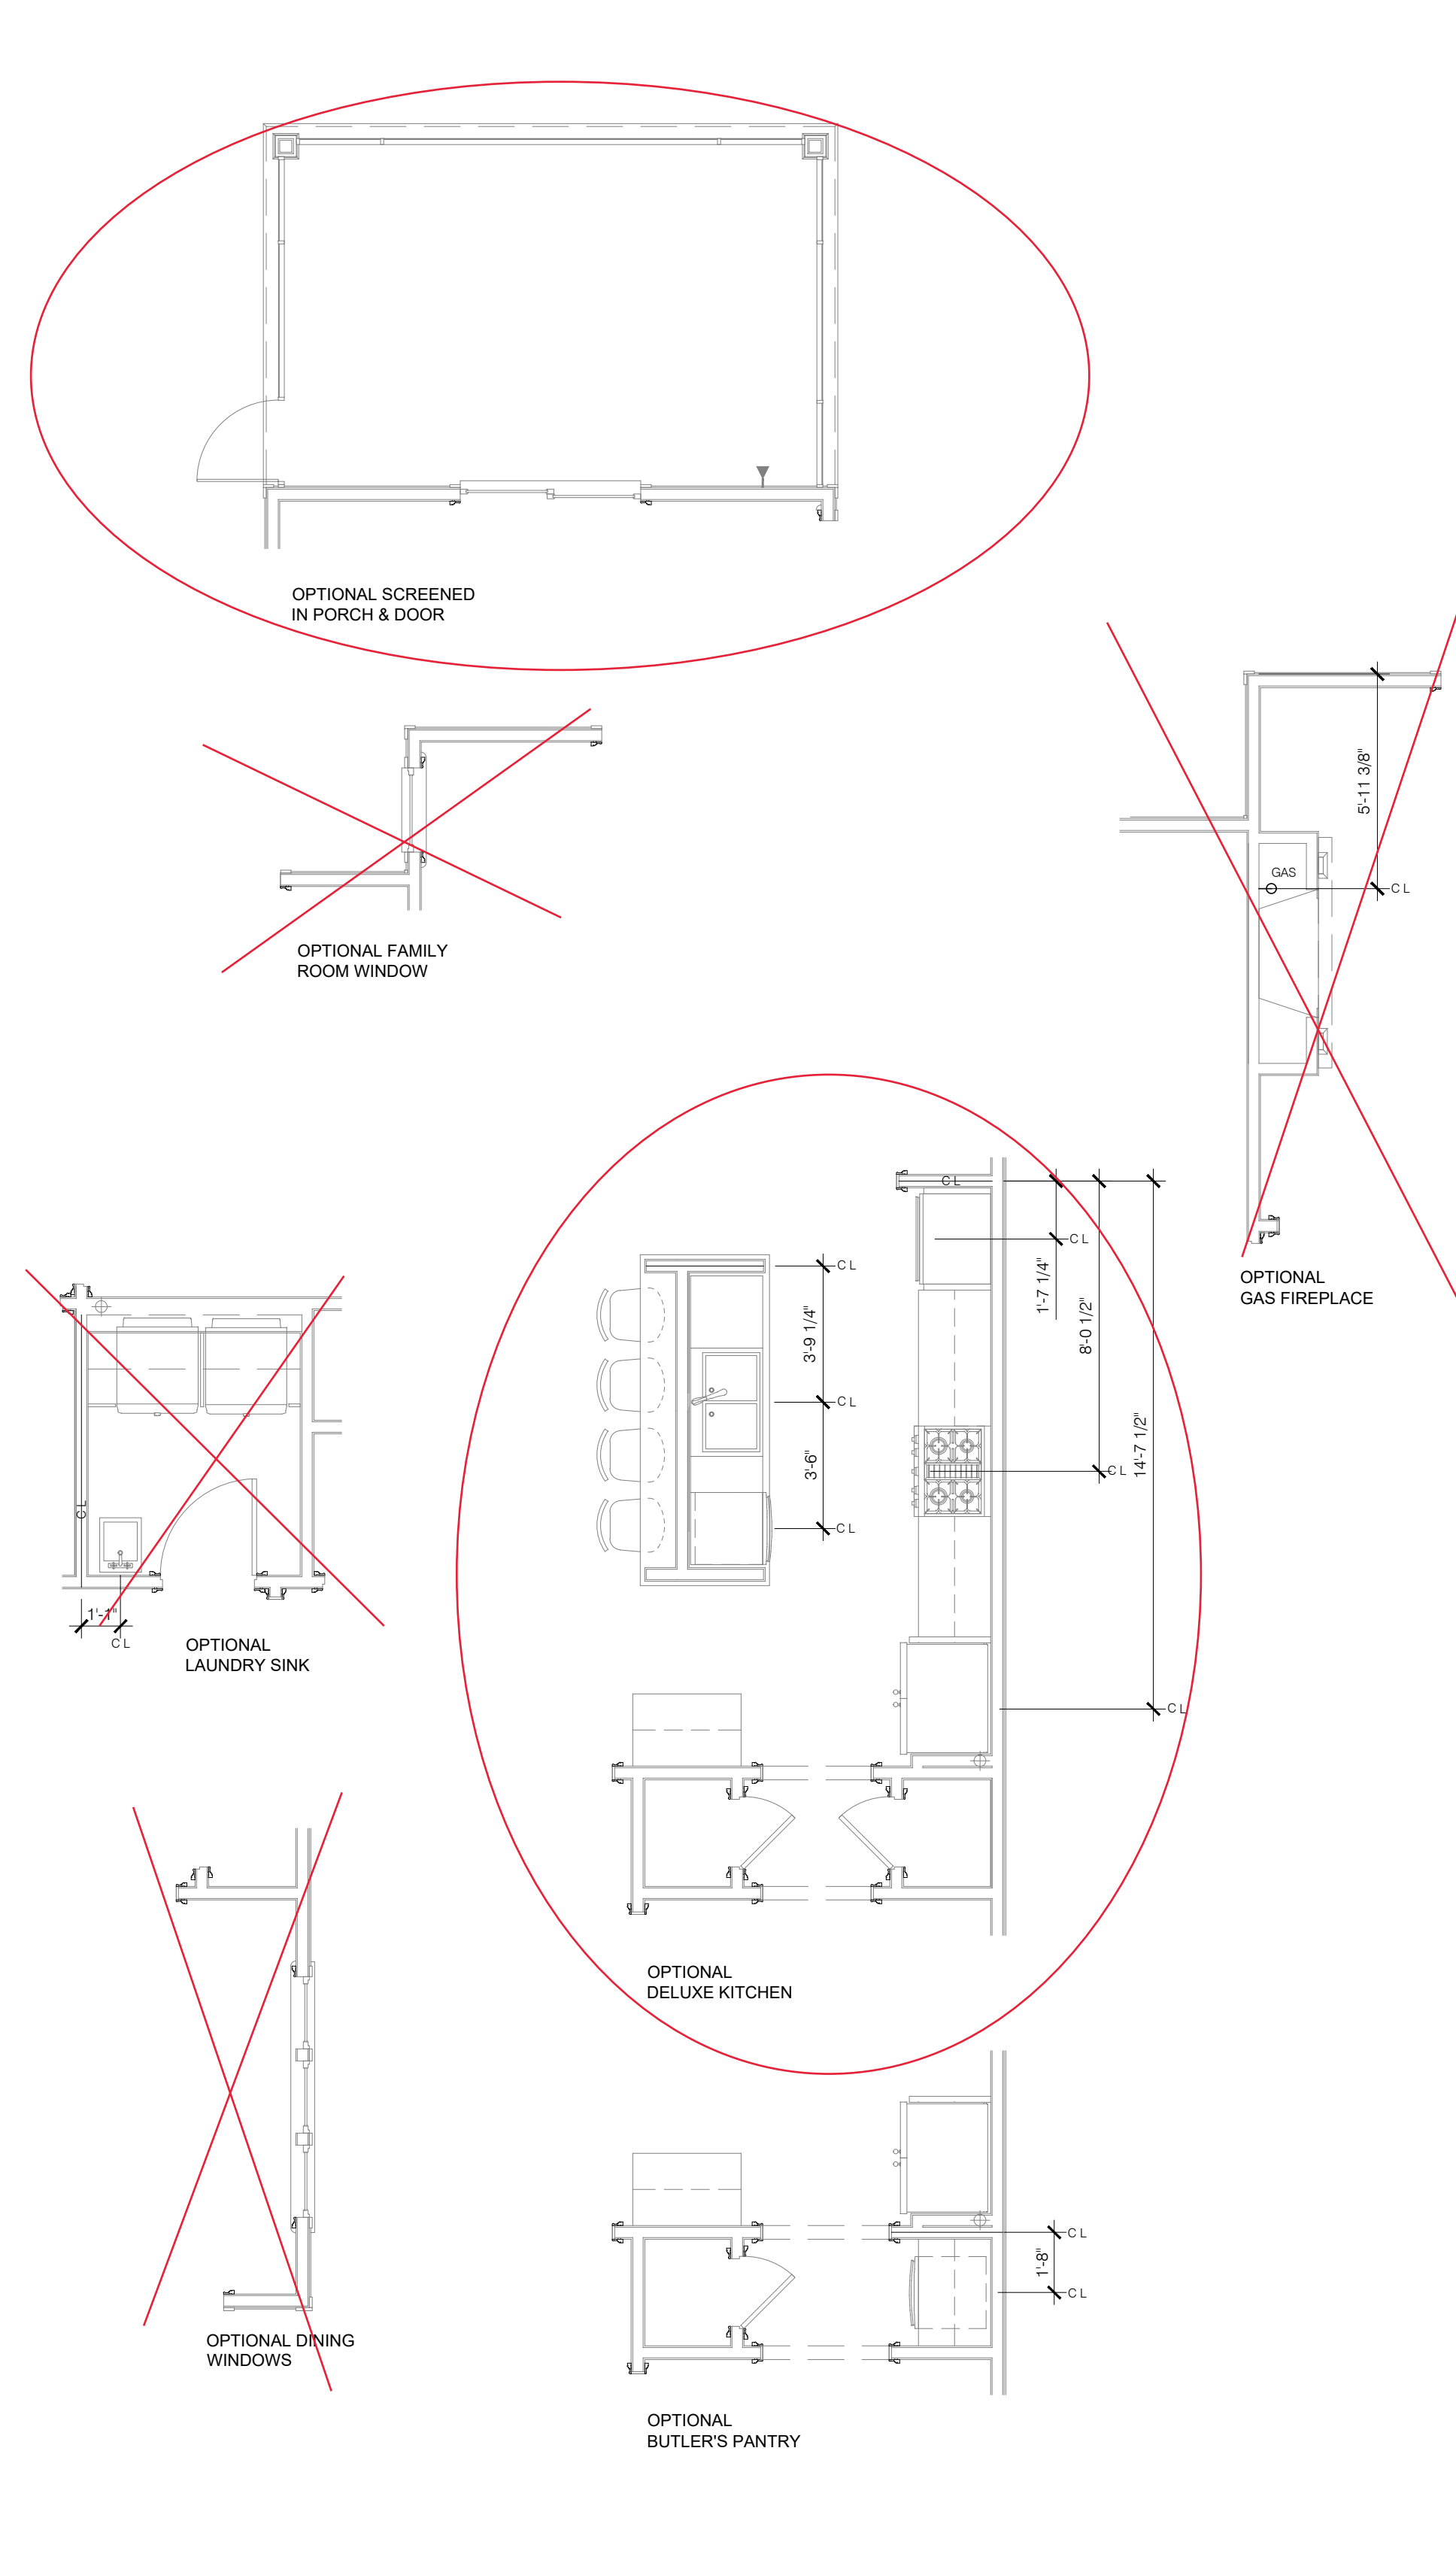 OPTIONAL SCREENED
IN PORCH & DOOR
OPTIONAL FAMILY
ROOM WINDOW
5'-11 3/8"
GAS
C L
OPTIONAL
GAS FIREPLACE
C L
C L
1'-7 1/4"
8'-0 1/2"
14'-7 1/2"
C L
3'-9 1/4"
C L
3'-6"
C L
C L
C L
OPTIONAL
DELUXE KITCHEN
C L
1'-1"
C L
OPTIONAL
LAUNDRY SINK
OPTIONAL DINING
WINDOWS
C L
1'-8"
C L
OPTIONAL
BUTLER'S PANTRY